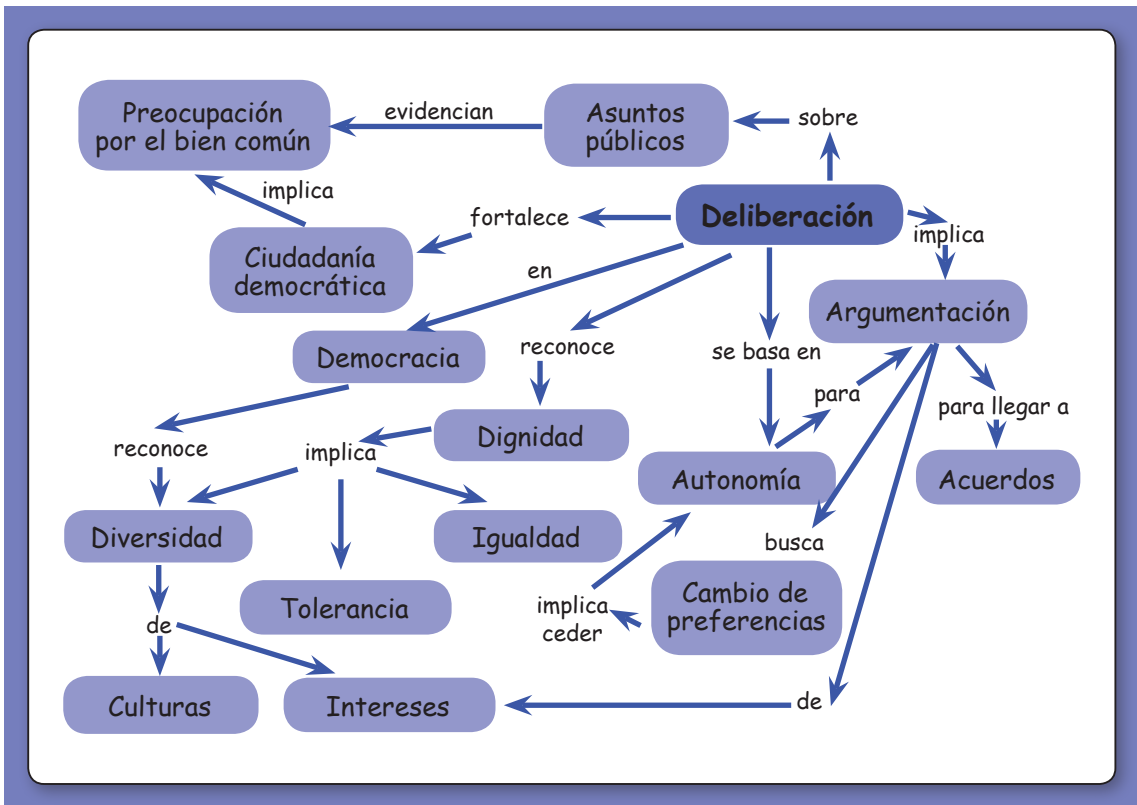 Preocupación
por el bien común
evidencian
Asuntos
públicos
sobre
implica
fortalece
Deliberación
implica
Ciudadanía
democrática
en
Argumentación
Democracia
reconoce
se basa en
para
para llegar a
reconoce
implica
Dignidad
Autonomía
Acuerdos
Diversidad
Igualdad
busca
Tolerancia
implica
ceder
Cambio de
preferencias
de
Culturas
Intereses
de